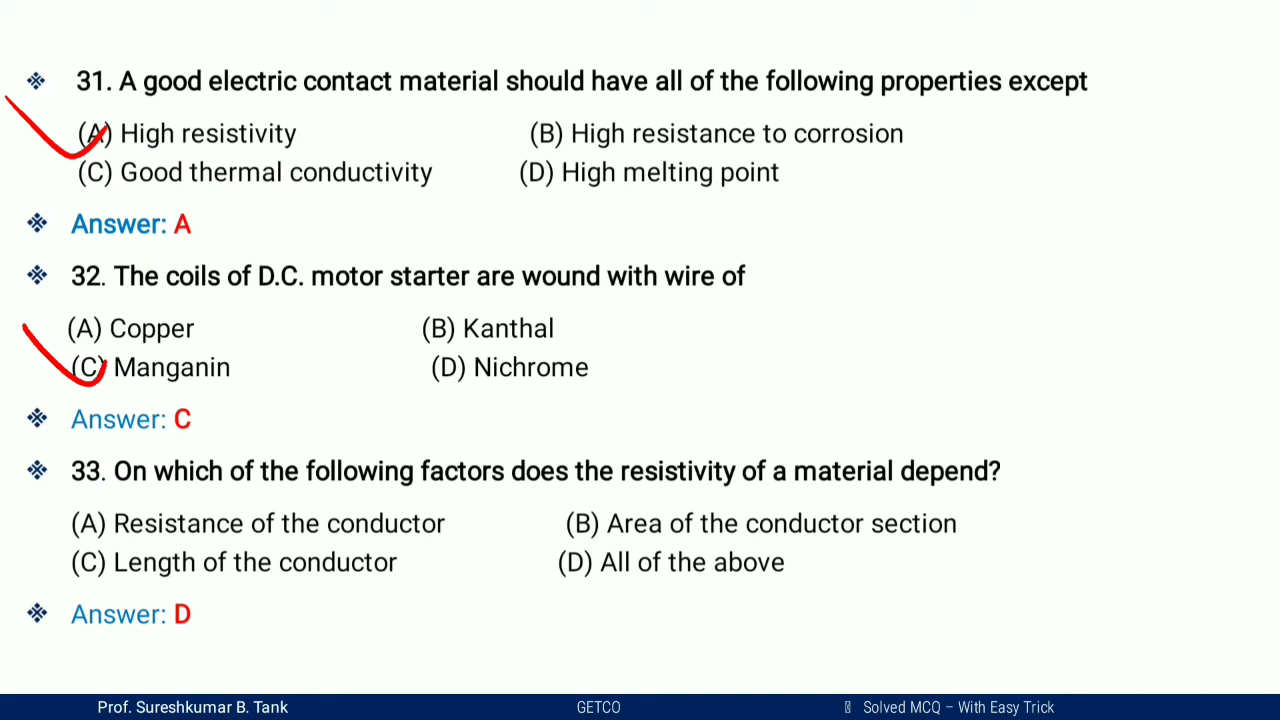 31. A good electric contact material should have all of the following properties except
(A) High resistivity (B) High resistance to corrosion
(C) Good thermal conductivity (D) High melting point
Answer: A
32. The coils of D.C. motor starter are wound with wire of
(A) Copper (B) Kanthal
(C) Manganin (D) Nichrome
Answer: C
33. On which of the following factors does the resistivity of a material depend?
(A) Resistance of the conductor (B) Area of the conductor section
(C) Length of the conductor (D) All of the above
Answer: D
Prof. Sureshkumar B. Tank GETCO Solved MCQ – With Easy Trick